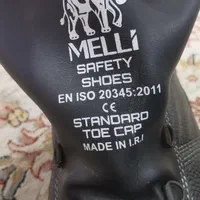 MELLi
SAFETY
SHOES
EN ISO 20345:2011
CE
STANDARD
TOE CAP
MADE IN I.R.I